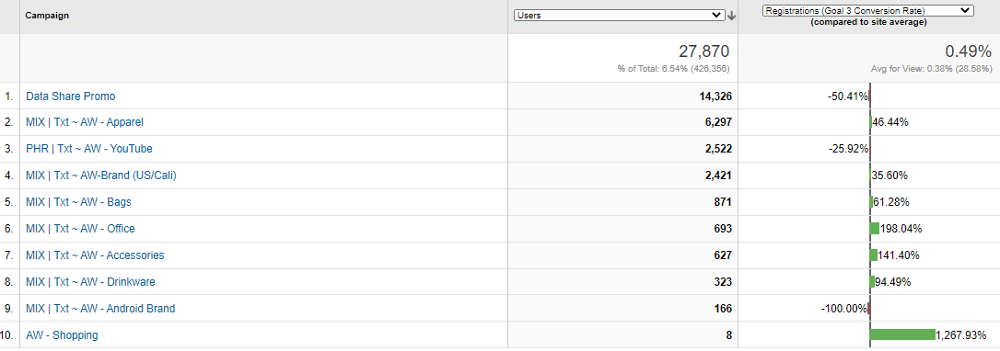 Campaign Users Registrations (Goal 3 Conversion Rate)
(compared to site average)
27,870 0.49%
% of Total: 6.54% (426,356) Avg for View: 0.38% (28.58%)
1. Data Share Promo 14,326 -50.41%
2. MIX | Txt ~ AW - Apparel 6,297 46.44%
3. PHR | Txt ~ AW - YouTube 2,522 -25.92%
4. MIX | Txt ~ AW-Brand (US/Cali) 2,421 35.60%
5. MIX | Txt ~ AW - Bags 871 61.28%
6. MIX | Txt ~ AW - Office 693 198.04%
7. MIX | Txt ~ AW - Accessories 627 141.40%
8. MIX | Txt ~ AW - Drinkware 323 94.49%
9. MIX | Txt ~ AW - Android Brand 166 -100.00%
10. AW - Shopping 8 1,267.93%